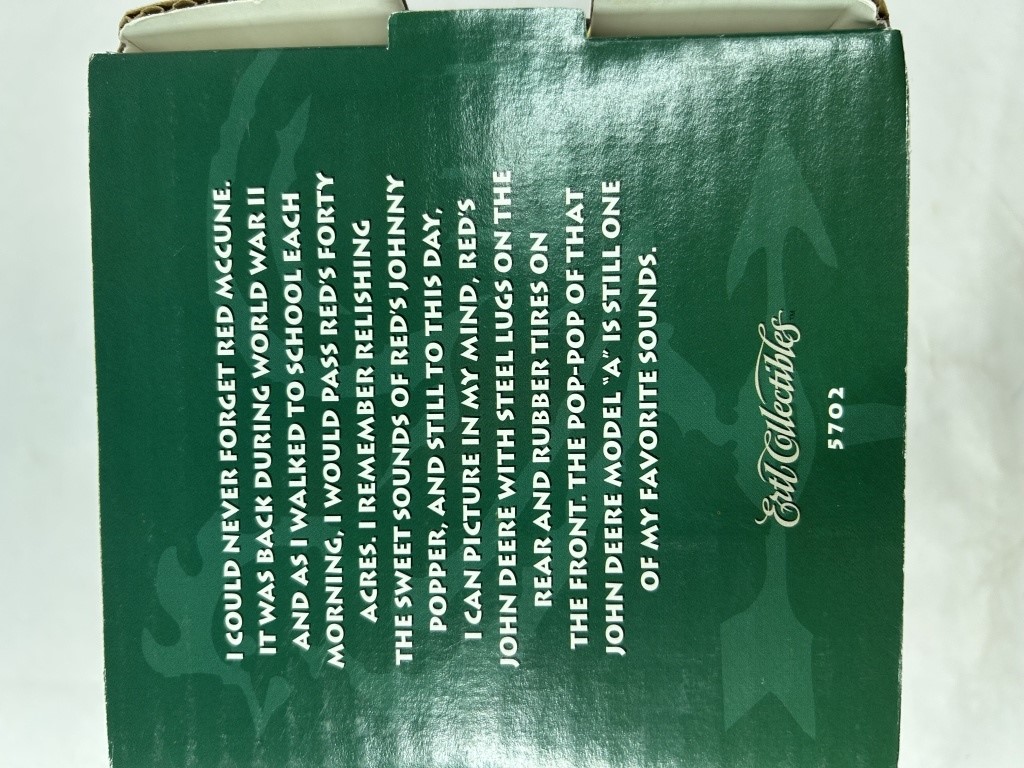 I COULD NEVER FORGET RED MCCUNE.
IT WAS BACK DURING WORLD WAR II
AND AS I WALKED TO SCHOOL EACH
MORNING, I WOULD PASS RED'S FORTY
ACRES. I REMEMBER RELISHING
THE SWEET SOUNDS OF RED'S JOHNNY
POPPER, AND STILL TO THIS DAY,
I CAN PICTURE IN MY MIND, RED'S
JOHN DEERE WITH STEEL LUGS ON THE
REAR AND RUBBER TIRES ON
THE FRONT. THE POP-POP OF THAT
JOHN DEERE MODEL "A" IS STILL ONE
OF MY FAVORITE SOUNDS.
Ertl Collectibles™
5702